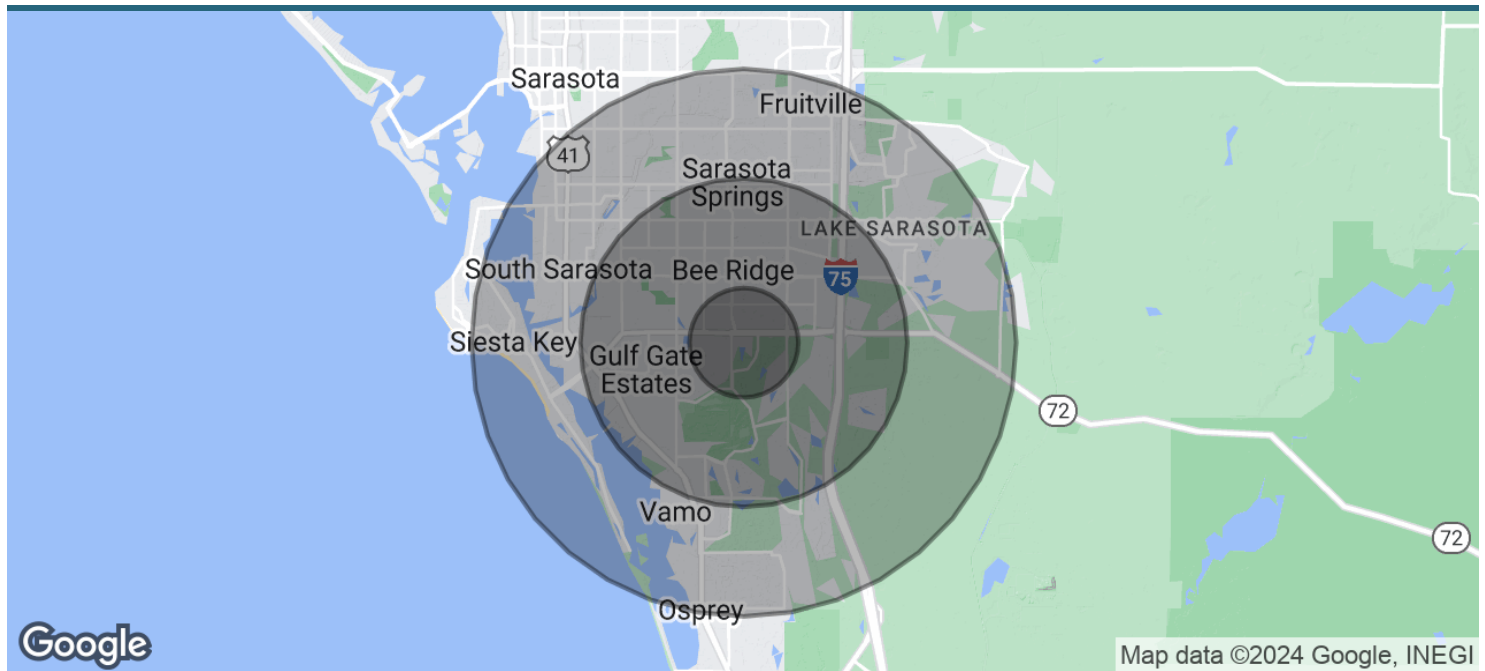 Sarasota
Fruitville
41
Sarasota
Springs
LAKE SARASOTA
South Sarasota
Bee Ridge
75
Siesta Key
Gulf Gate
Estates
72
Vamo
72
Osprey
Google
Map data ©2024 Google, INEGI